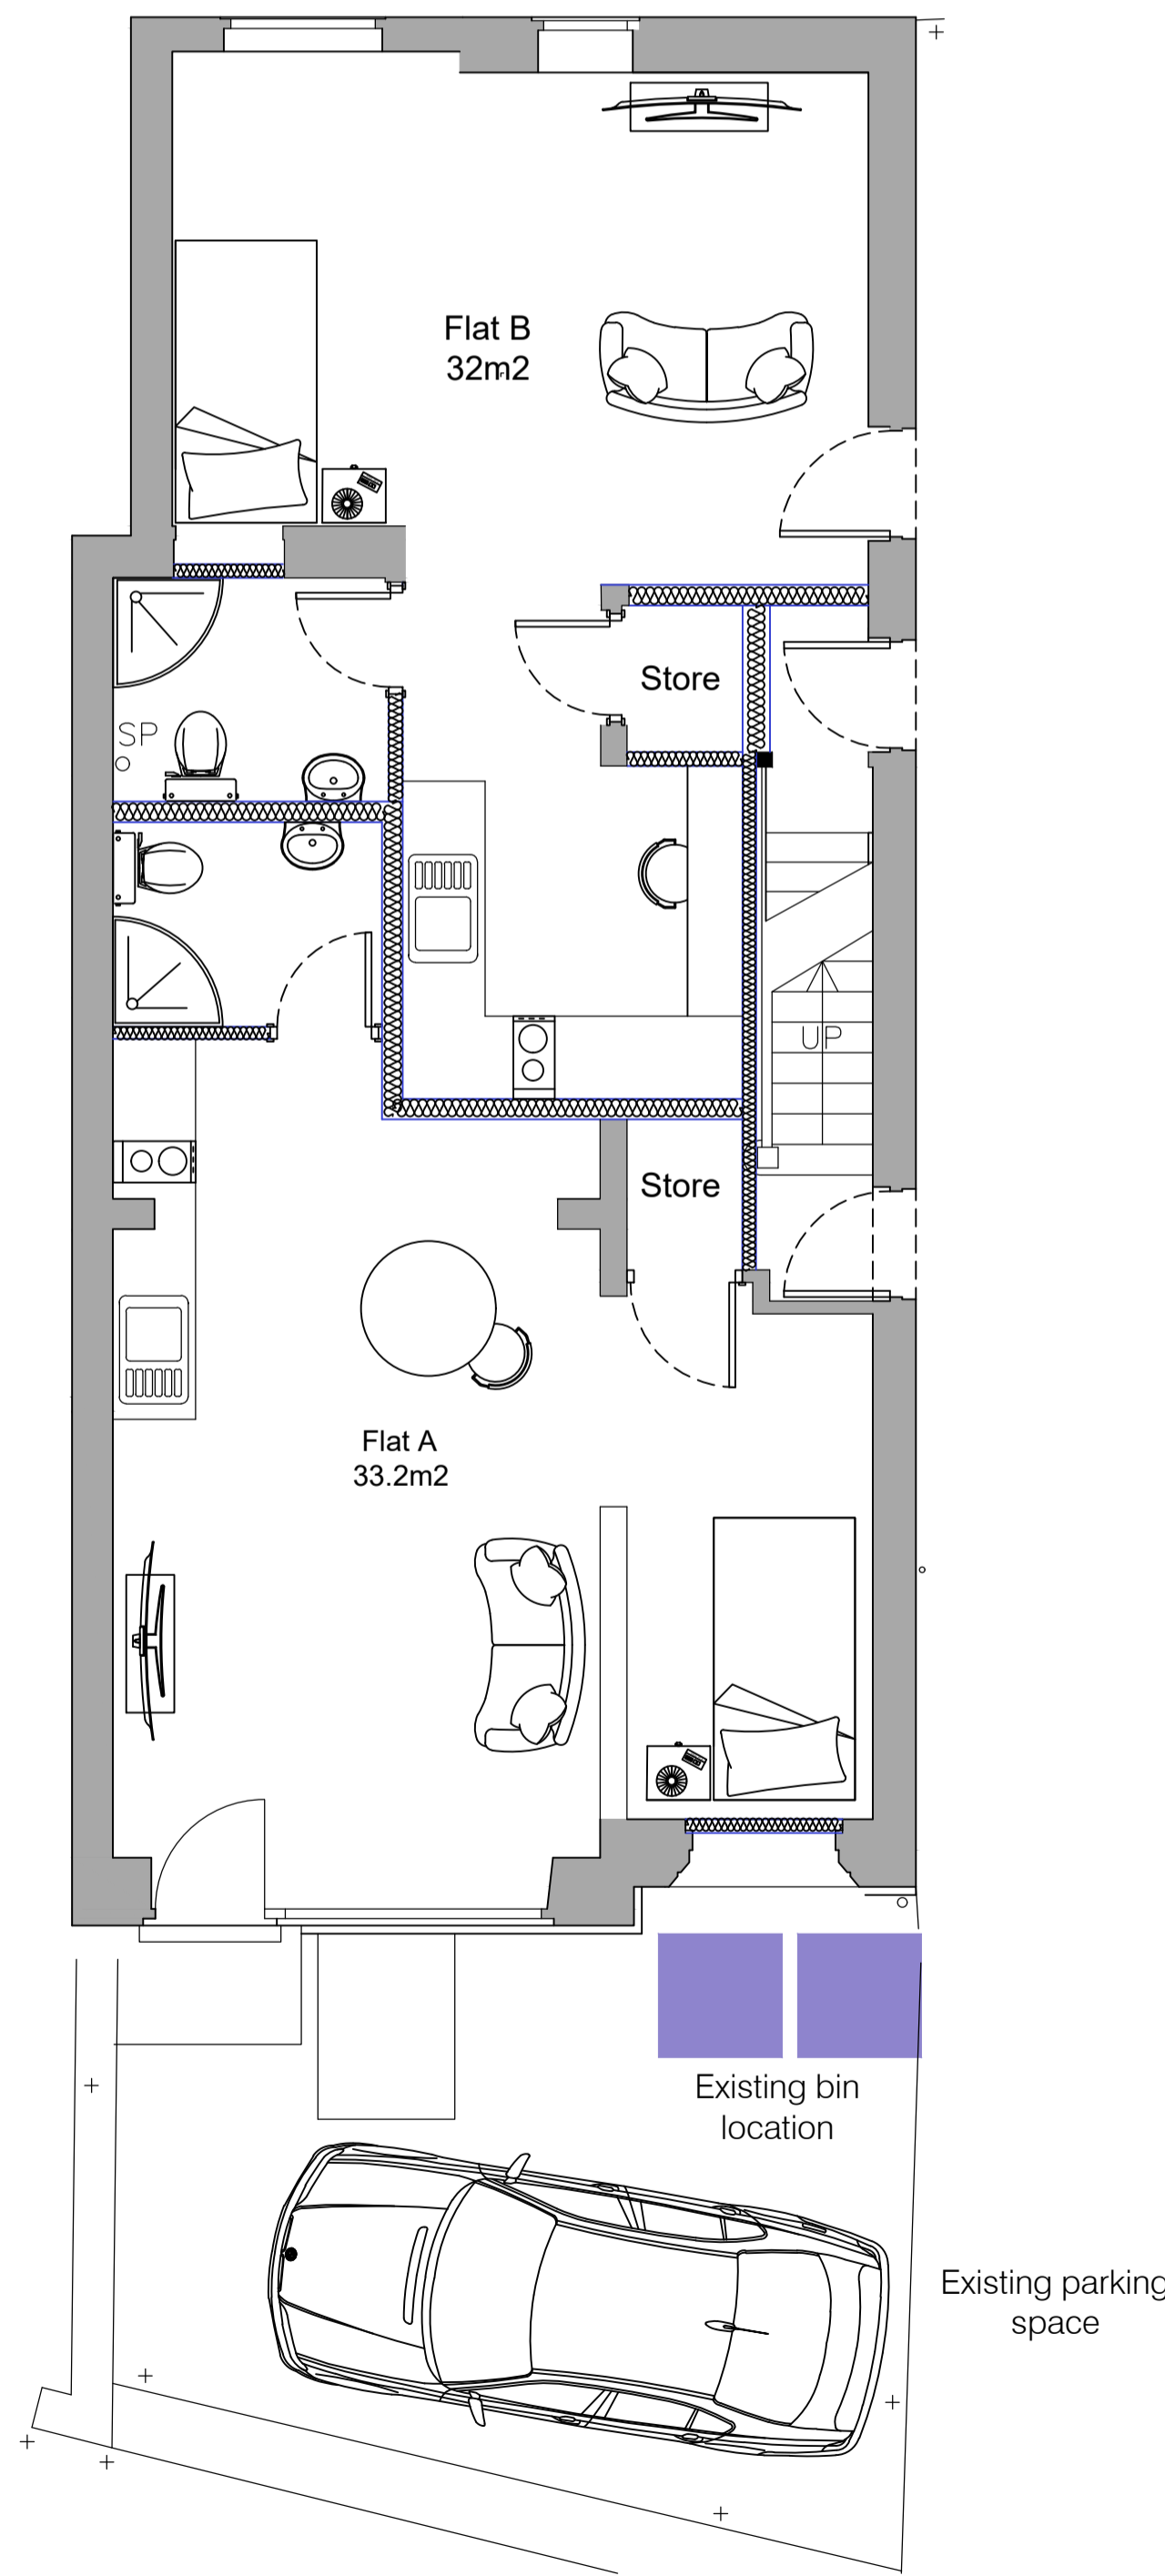 Flat B
32m2
Store
SP
UP
Store
Flat A
33.2m2
Existing bin
location
Existing parking
space